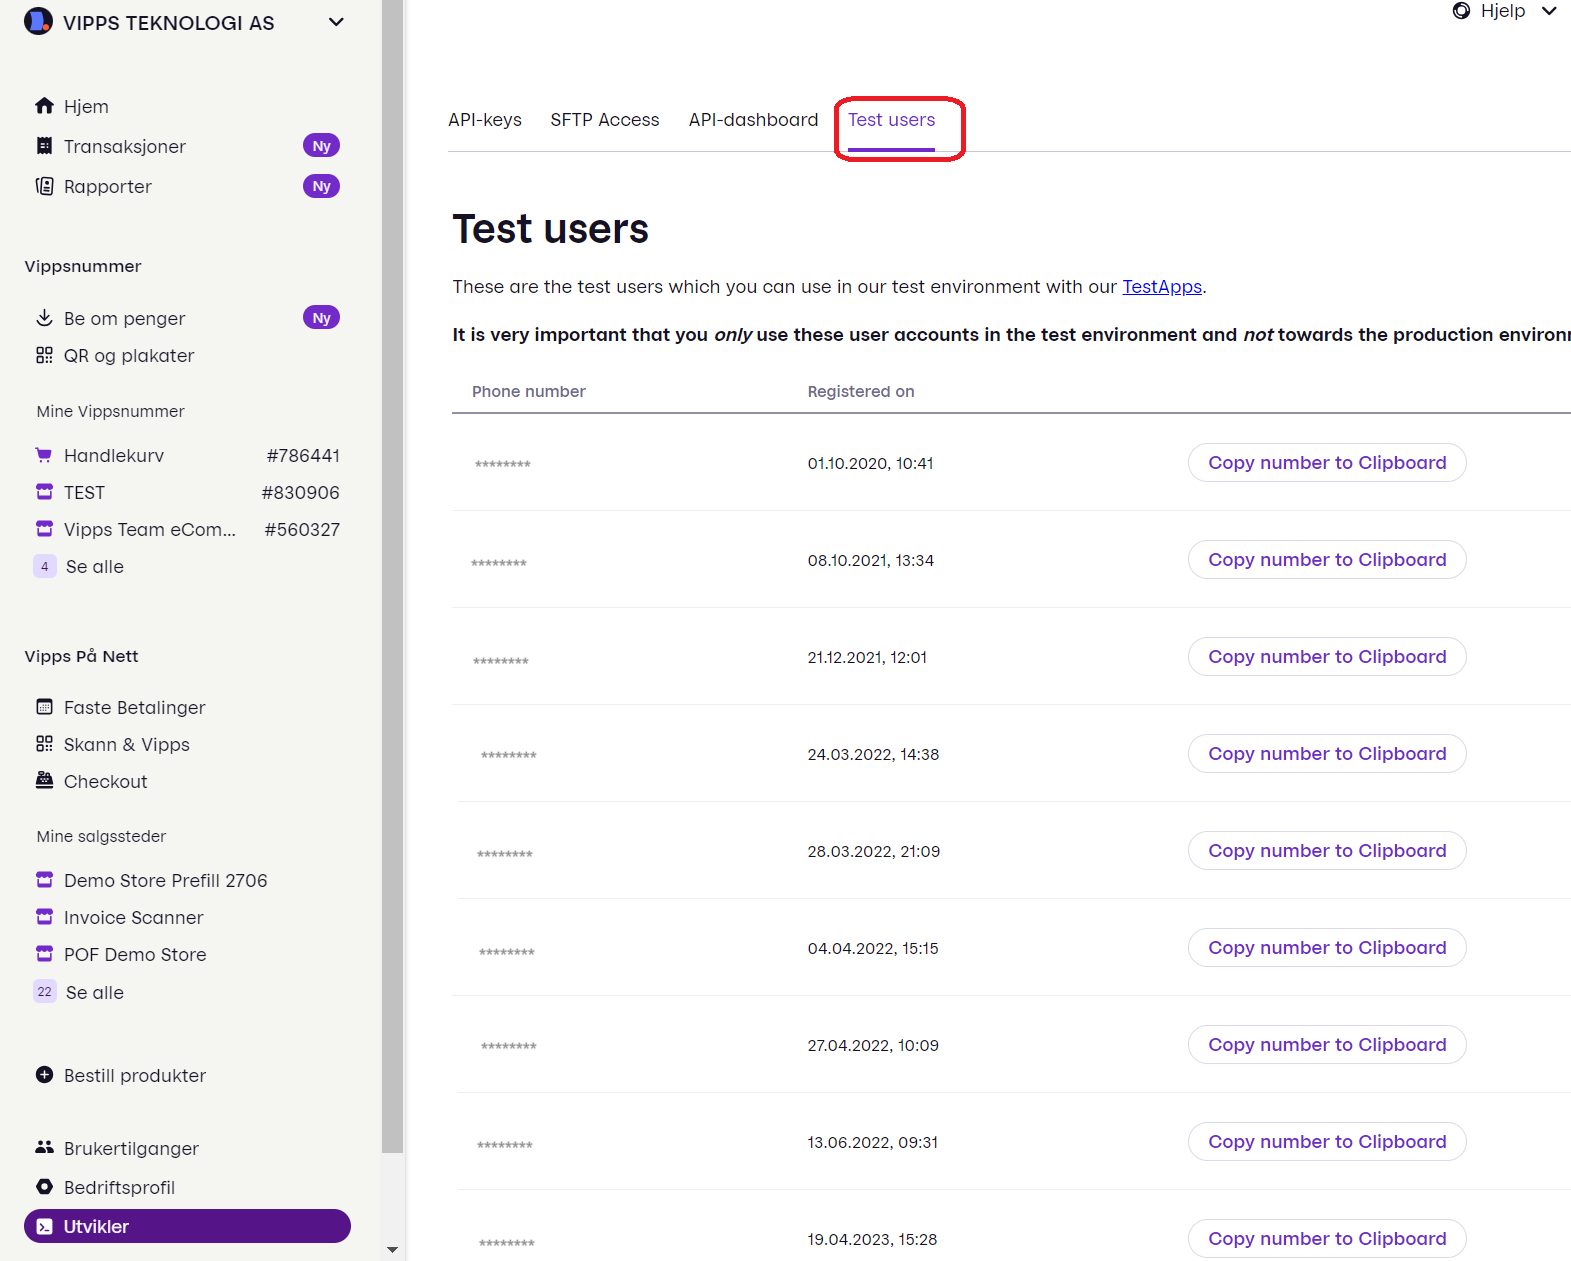 VIPPS TEKNOLOGI AS
Hjem
Transaksjoner Ny
Rapporter Ny
Vippsnummer
Be om penger Ny
QR og plakater
Mine Vippsnummer
Handlekurv #786441
TEST #830906
Vipps Team eCom... #560327
4 Se alle
Vipps På Nett
Faste Betalinger
Skann & Vipps
Checkout
Mine salgssteder
Demo Store Prefill 2706
Invoice Scanner
POF Demo Store
22 Se alle
Bestill produkter
Brukertilganger
Bedriftsprofil
Utvikler
Hjelp
API-keys SFTP Access API-dashboard Test users
Test users
These are the test users which you can use in our test environment with our TestApps.
It is very important that you only use these user accounts in the test environment and not towards the production environ
Phone number Registered on
******** 01.10.2020, 10:41 Copy number to Clipboard
******** 08.10.2021, 13:34 Copy number to Clipboard
******** 21.12.2021, 12:01 Copy number to Clipboard
******** 24.03.2022, 14:38 Copy number to Clipboard
******** 28.03.2022, 21:09 Copy number to Clipboard
******** 04.04.2022, 15:15 Copy number to Clipboard
******** 27.04.2022, 10:09 Copy number to Clipboard
******** 13.06.2022, 09:31 Copy number to Clipboard
******** 19.04.2023, 15:28 Copy number to Clipboard